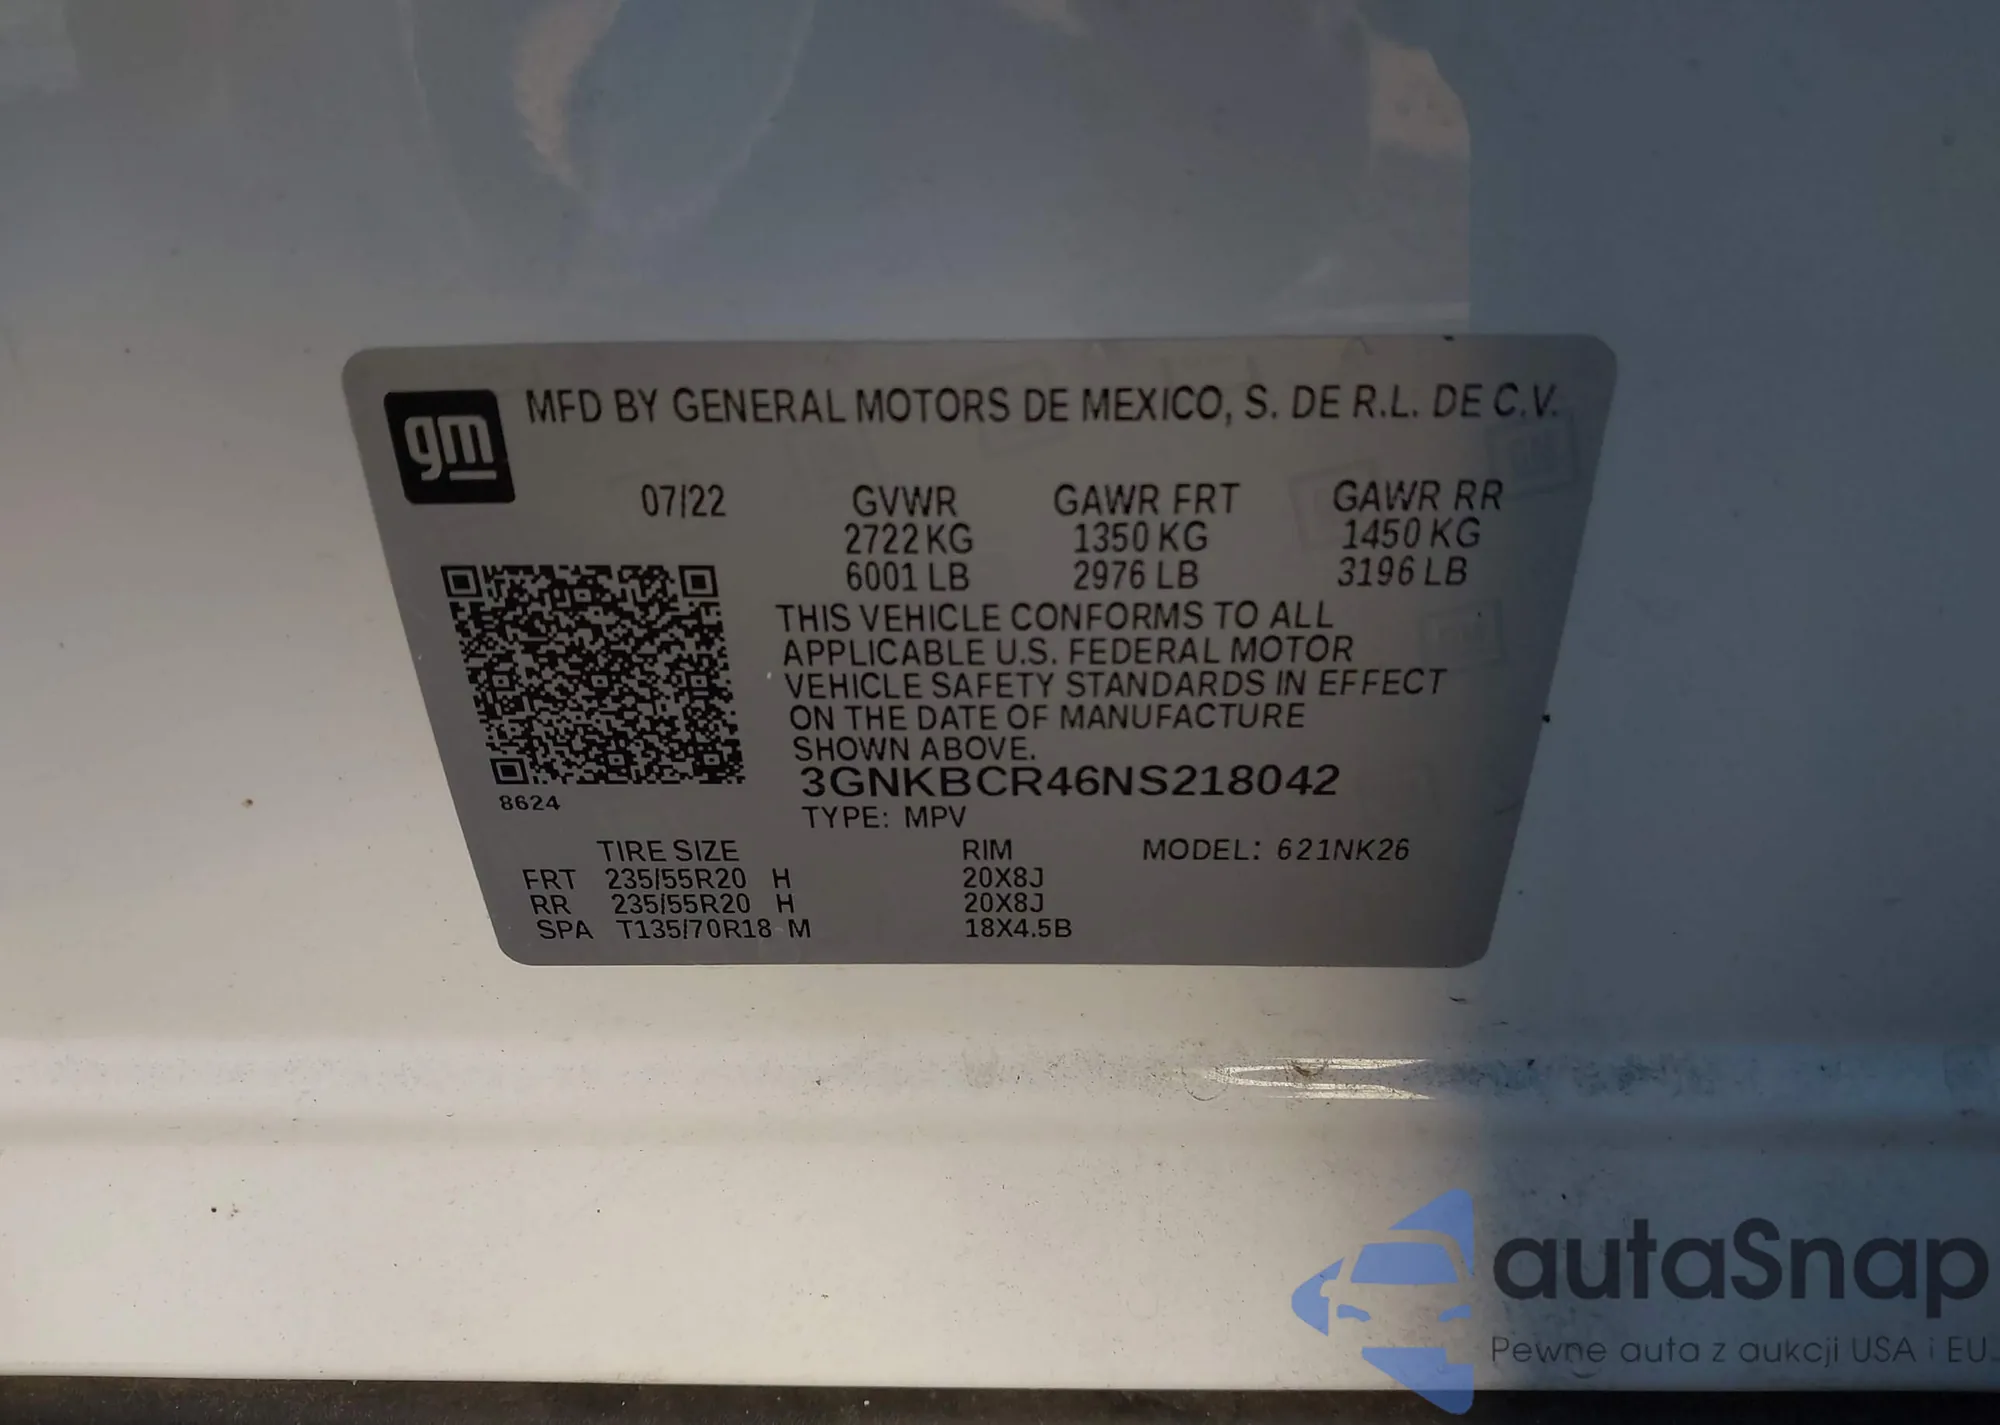 gm
MFD BY GENERAL MOTORS DE MEXICO, S. DE R.L. DE C.V.
07/22 GVWR GAWR FRT GAWR RR
2722 KG 1350 KG 1450 KG
6001 LB 2976 LB 3196 LB
THIS VEHICLE CONFORMS TO ALL
APPLICABLE U.S. FEDERAL MOTOR
VEHICLE SAFETY STANDARDS IN EFFECT
ON THE DATE OF MANUFACTURE
SHOWN ABOVE.
3GNKBCR46NS218042
8624
TYPE: MPV
TIRE SIZE RIM MODEL: 621NK26
FRT 235/55R20 H 20X8J
RR 235/55R20 H 20X8J
SPA T135/70R18 M 18X4.5B
autaSnap
Pewne auta z aukcji USA i EU.